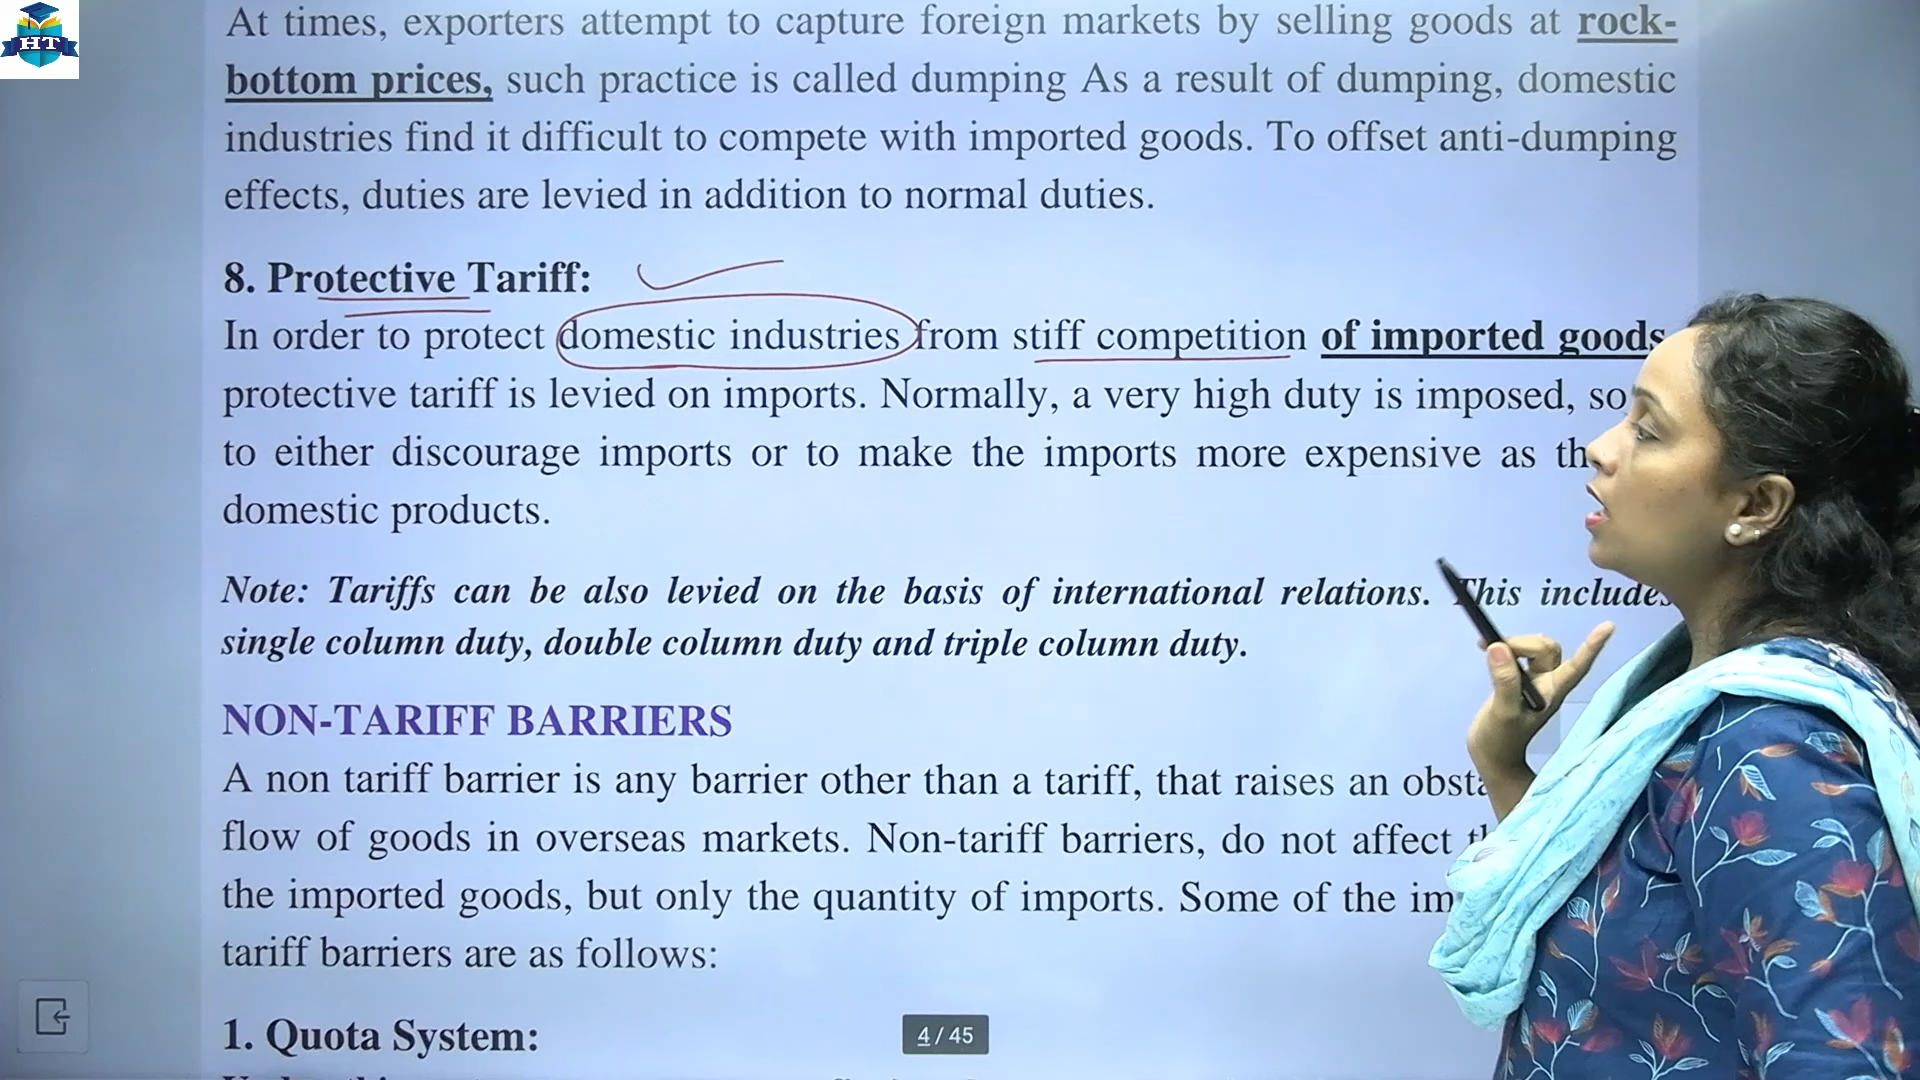 HT
At times, exporters attempt to capture foreign markets by selling goods at rock-
bottom prices, such practice is called dumping As a result of dumping, domestic
industries find it difficult to compete with imported goods. To offset anti-dumping
effects, duties are levied in addition to normal duties.
8. Protective Tariff:
In order to protect domestic industries from stiff competition of imported goods
protective tariff is levied on imports. Normally, a very high duty is imposed, so
to either discourage imports or to make the imports more expensive as
domestic products.
Note: Tariffs can be also levied on the basis of international relations. This includes
single column duty, double column duty and triple column duty.
NON-TARIFF BARRIERS
A non tariff barrier is any barrier other than a tariff, that raises an
flow of goods in overseas markets. Non-tariff barriers, do not affect
the imported goods, but only the quantity of imports. Some of the
tariff barriers are as follows:
1. Quota System:
4 / 45